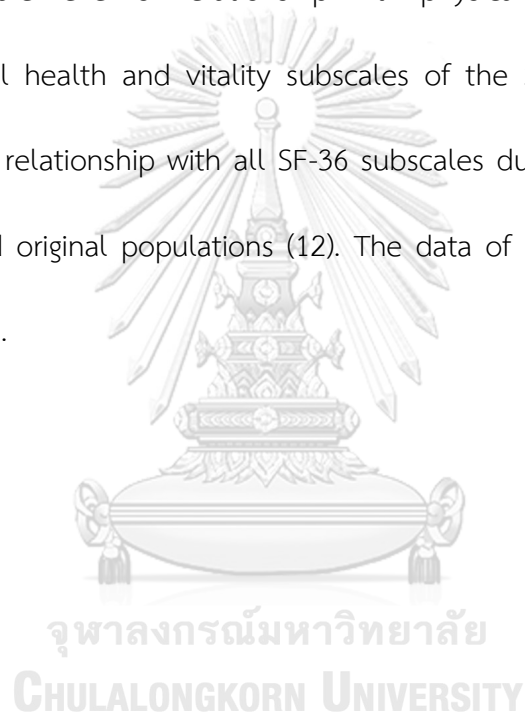 l health and vitality subscales of the
relationship with all SF-36 subscales du
original populations (12). The data of
.
จุฬาลงกรณ์มหาวิทยาลัย
CHULALONGKORN UNIVERSITY